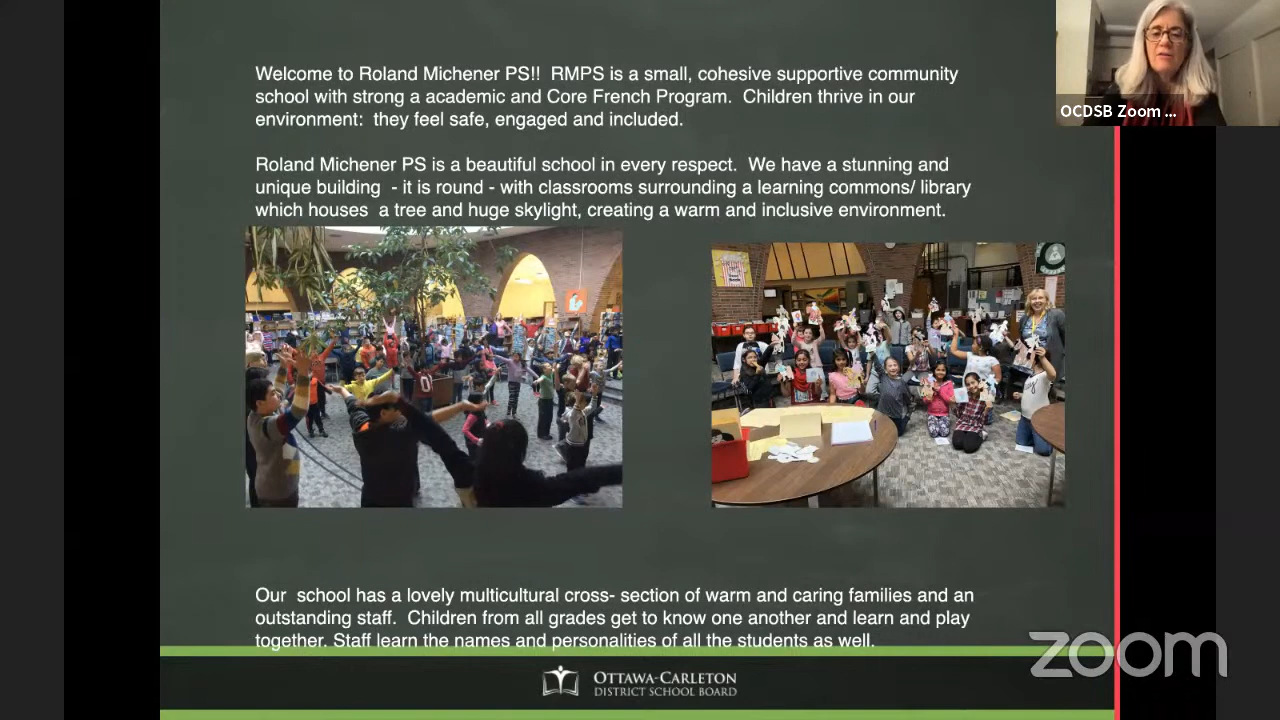 Welcome to Roland Michener PS!! RMPS is a small, cohesive supportive community
school with strong a academic and Core French Program. Children thrive in our
environment: they feel safe, engaged and included.
Roland Michener PS is a beautiful school in every respect. We have a stunning and
unique building - it is round - with classrooms surrounding a learning commons/ library
which houses a tree and huge skylight, creating a warm and inclusive environment.
OCDSB Zoom ...
Our school has a lovely multicultural cross- section of warm and caring families and an
outstanding staff. Children from all grades get to know one another and learn and play
together. Staff learn the names and personalities of all the students as well.
zoom
OTTAWA-CARLETON
DISTRICT SCHOOL BOARD